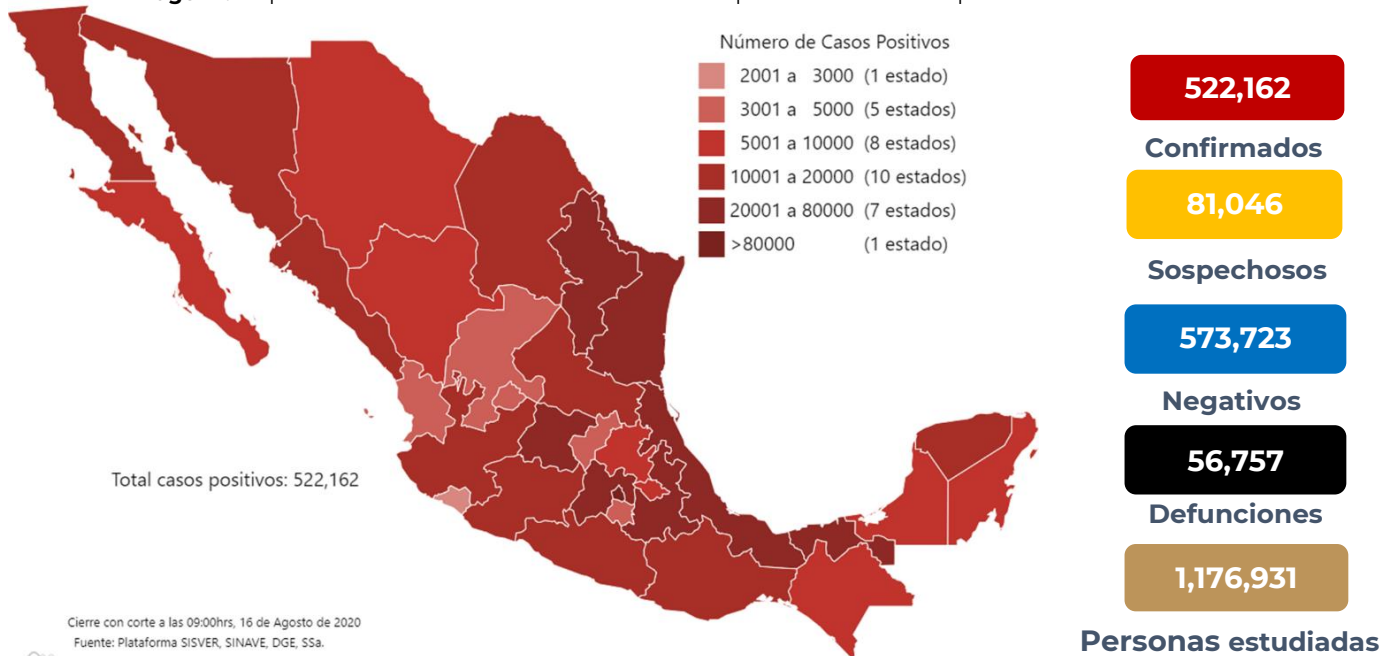 Número de Casos Positivos
2001 a 3000 (1 estado)
3001 a 5000 (5 estados)
5001 a 10000 (8 estados)
10001 a 20000 (10 estados)
20001 a 80000 (7 estados)
>80000 (1 estado)
Total casos positivos: 522,162
Cierre con corte a las 09:00hrs, 16 de Agosto de 2020
Fuente: Plataforma SISVER, SINAVE, DGE, SSa.
522,162
Confirmados
81,046
Sospechosos
573,723
Negativos
56,757
Defunciones
1,176,931
Personas estudiadas